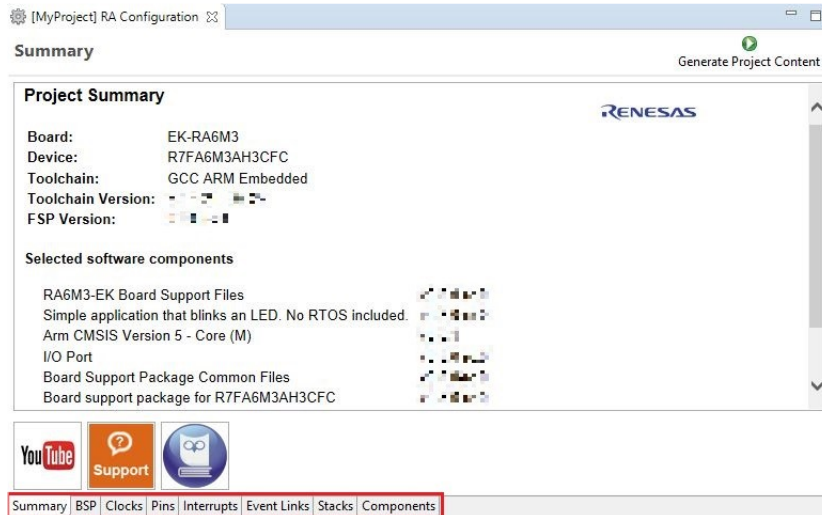 [MyProject] RA Configuration
Summary
Generate Project Content
Project Summary
RENESAS
Board: EK-RA6M3
Device: R7FA6M3AH3CFC
Toolchain: GCC ARM Embedded
Toolchain Version:
FSP Version:
Selected software components
RA6M3-EK Board Support Files
Simple application that blinks an LED. No RTOS included.
Arm CMSIS Version 5 - Core (M)
I/O Port
Board Support Package Common Files
Board support package for R7FA6M3AH3CFC
YouTube
Support
Summary BSP Clocks Pins Interrupts Event Links Stacks Components